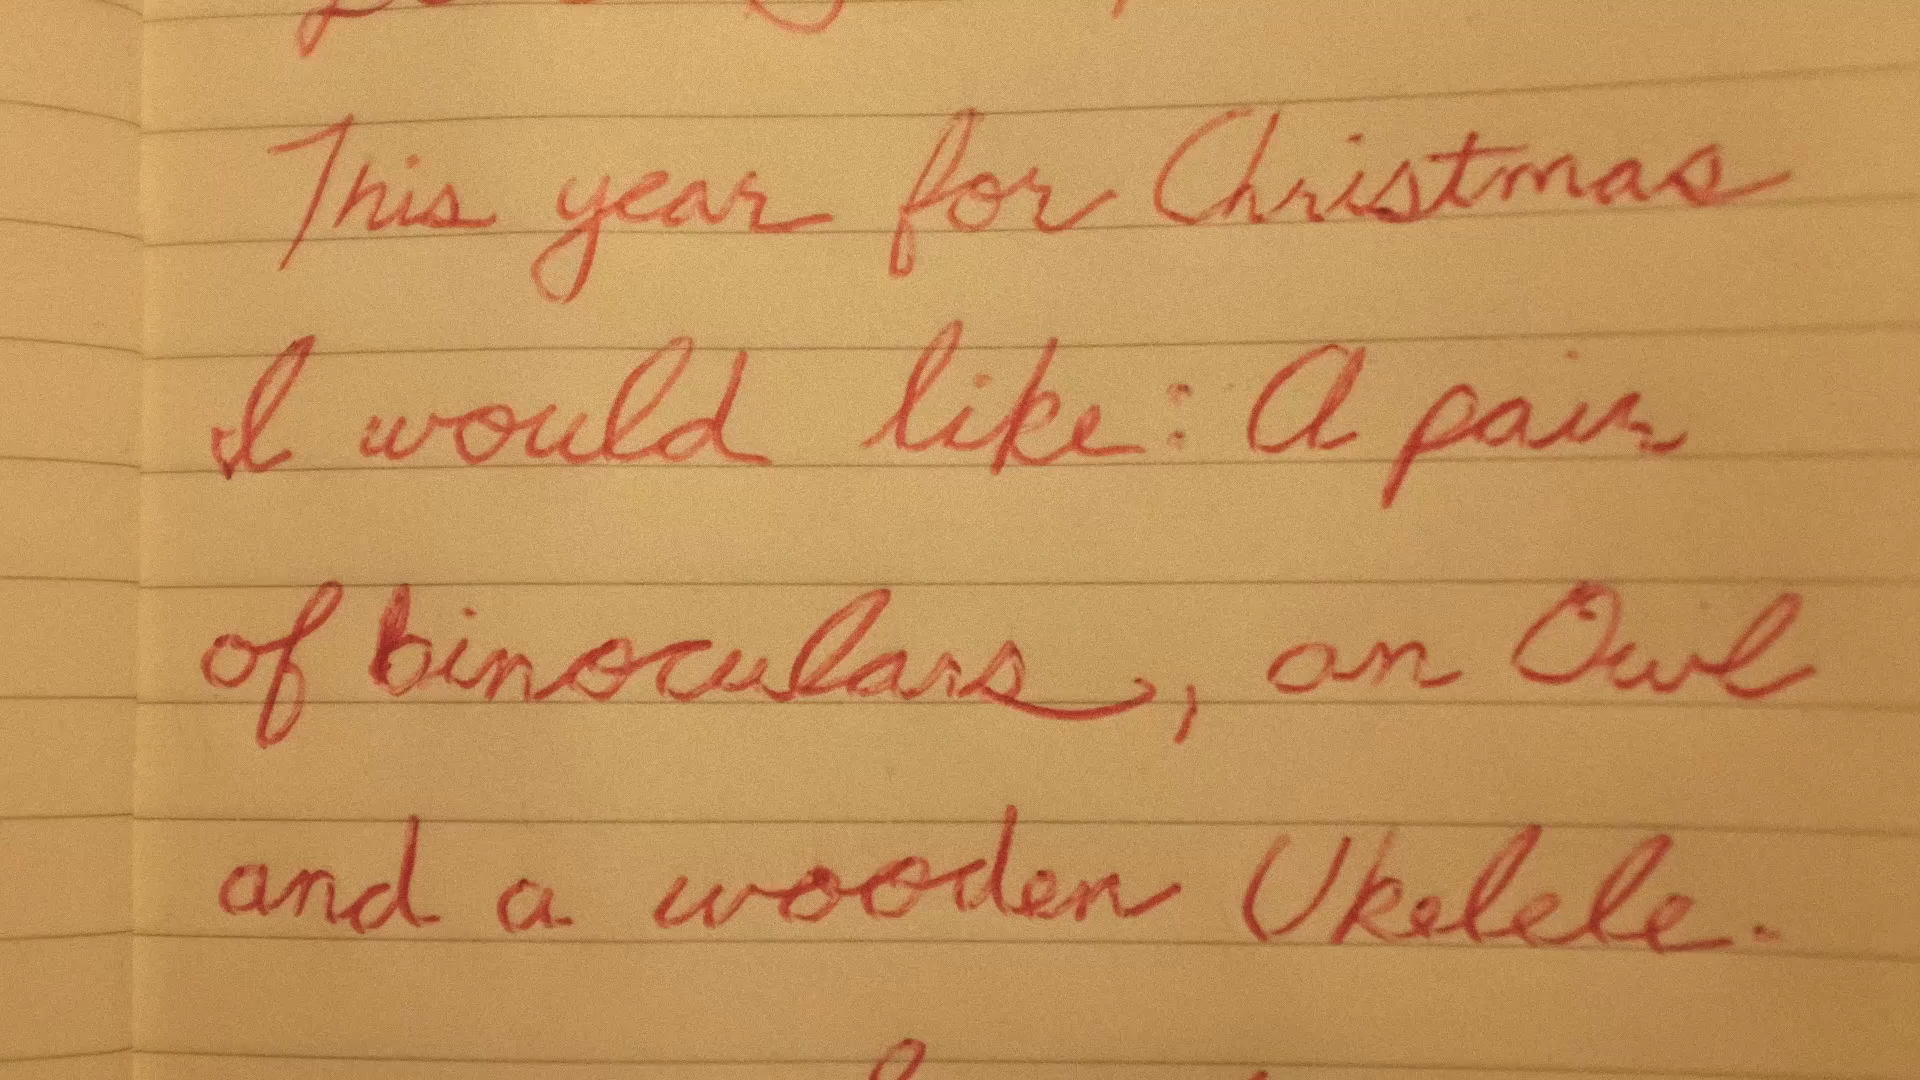 This year for Christmas
I would like: A pair
of binoculars, an Owl
and a wooden Ukelele.